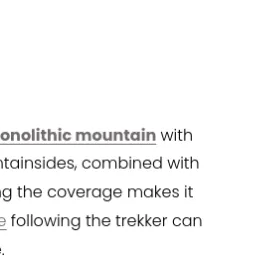 onolithic mountain with
ntainsides, combined with
ng the coverage makes it
e following the trekker can
.